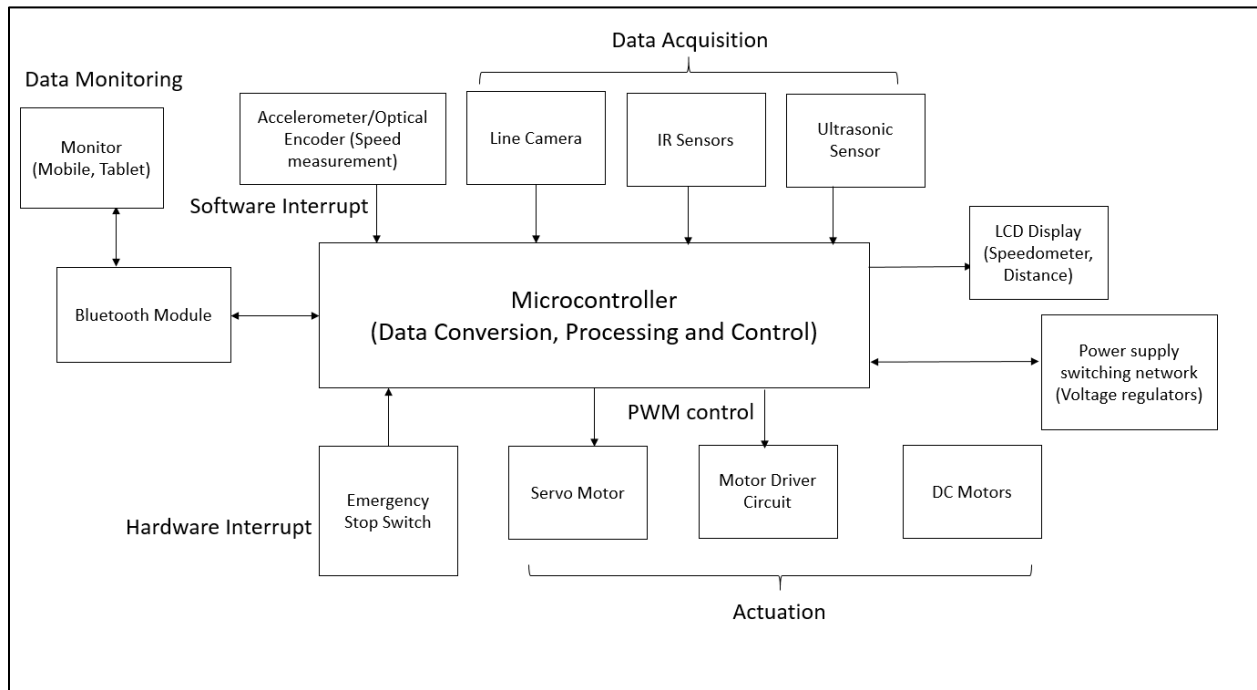 Data Acquisition
Data Monitoring
Monitor
(Mobile, Tablet)
Accelerometer/Optical
Encoder (Speed
measurement)
Line Camera
IR Sensors
Ultrasonic
Sensor
Software Interrupt
LCD Display
(Speedometer,
Distance)
Bluetooth Module
Microcontroller
(Data Conversion, Processing and Control)
Power supply
switching network
(Voltage regulators)
PWM control
Hardware Interrupt
Emergency
Stop Switch
Servo Motor
Motor Driver
Circuit
DC Motors
Actuation